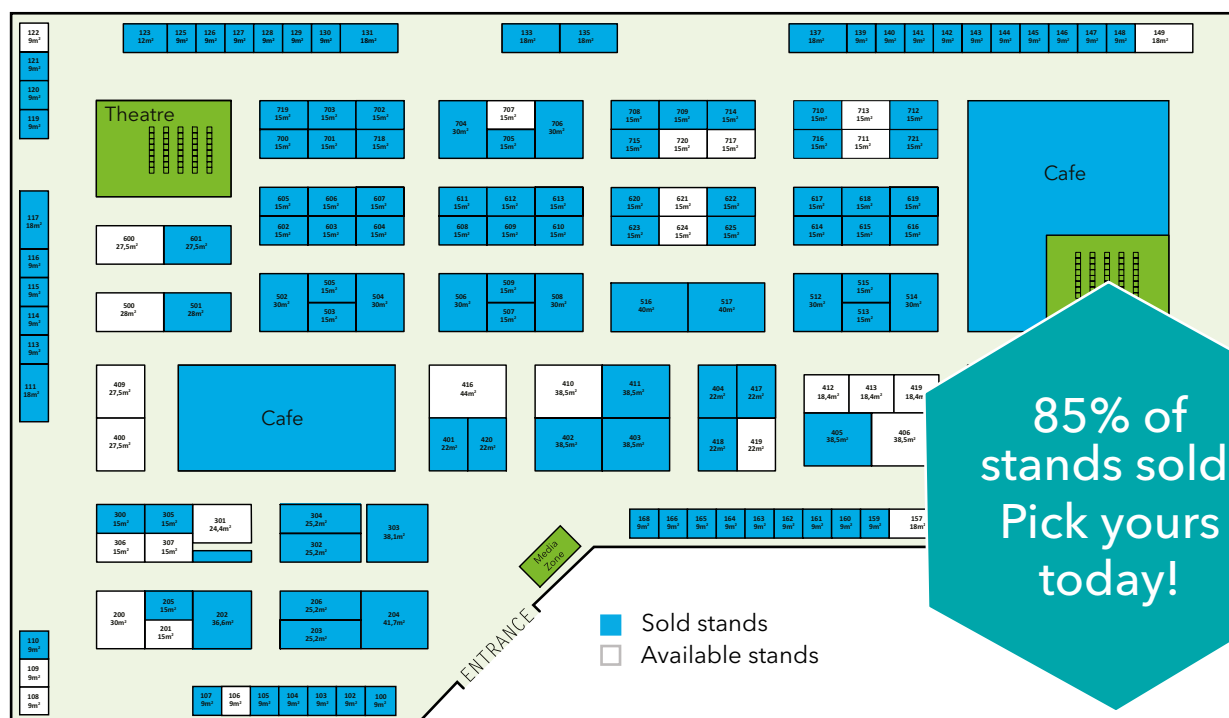 122
9m²
121
9m²
120
9m²
119
9m²
123
12m²
125
9m²
126
9m²
127
9m²
128
9m²
129
9m²
130
9m²
131
18m²
133
18m²
135
18m²
137
18m²
139
9m²
140
9m²
141
9m²
142
9m²
143
9m²
144
9m²
145
9m²
146
9m²
147
9m²
148
9m²
149
18m²
Theatre
719
15m²
703
15m²
702
15m²
700
15m²
701
15m²
718
15m²
704
30m²
707
15m²
705
15m²
706
30m²
708
15m²
709
15m²
714
15m²
715
15m²
720
15m²
717
15m²
710
15m²
713
15m²
712
15m²
716
15m²
711
15m²
721
15m²
Cafe
117
18m²
116
9m²
115
9m²
114
9m²
113
9m²
111
18m²
605
15m²
606
15m²
607
15m²
602
15m²
603
15m²
604
15m²
611
15m²
612
15m²
613
15m²
608
15m²
609
15m²
610
15m²
620
15m²
621
15m²
622
15m²
623
15m²
624
15m²
625
15m²
617
15m²
618
15m²
619
15m²
614
15m²
615
15m²
616
15m²
600
27,5m²
601
27,5m²
500
28m²
501
28m²
502
30m²
505
15m²
503
15m²
504
30m²
506
30m²
509
15m²
507
15m²
508
30m²
516
40m²
517
40m²
512
30m²
515
15m²
513
15m²
514
30m²
409
27,5m²
400
27,5m²
Cafe
416
44m²
401
22m²
420
22m²
410
38,5m²
411
38,5m²
402
38,5m²
403
38,5m²
404
22m²
417
22m²
418
22m²
419
22m²
412
18,4m²
413
18,4m²
419
18,4m
405
38,5m²
406
38,5m²
85% of
stands sold
Pick yours
today!
300
15m²
305
15m²
301
24,4m²
306
15m²
307
15m²
304
25,2m²
302
25,2m²
303
38,1m²
168
9m²
166
9m²
165
9m²
164
9m²
163
9m²
162
9m²
161
9m²
160
9m²
159
9m²
157
18m²
Media
Zone
200
30m²
205
15m²
201
15m²
202
36,6m²
206
25,2m²
203
25,2m²
204
41,7m²
ENTRANCE
Sold stands
Available stands
110
9m²
109
9m²
108
9m²
107
9m²
106
9m²
105
9m²
104
9m²
103
9m²
102
9m²
100
9m²